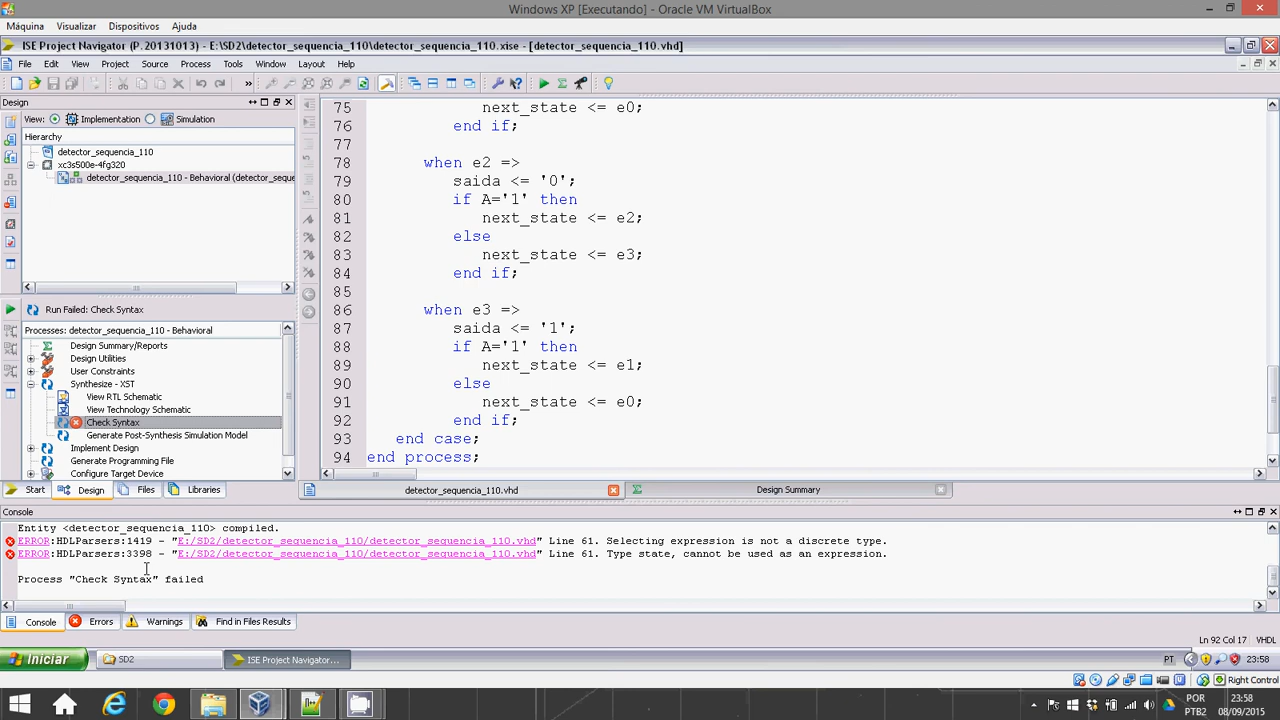 Windows XP [Executando] - Oracle VM VirtualBox
Máquina Visualizar Dispositivos Ajuda
ISE Project Navigator (P.20131013) - E:\SD2\detector_sequencia_110\detector_sequencia_110.xise - [detector_sequencia_110.vhd]
File Edit View Project Source Process Tools Window Layout Help
Design
View: Implementation Simulation
Hierarchy
detector_sequencia_110
xc3s500e-4fg320
detector_sequencia_110 - Behavioral (detector_seque
Run Failed: Check Syntax
Processes: detector_sequencia_110 - Behavioral
Design Summary/Reports
Design Utilities
User Constraints
Synthesize - XST
View RTL Schematic
View Technology Schematic
Check Syntax
Generate Post-Synthesis Simulation Model
Implement Design
Generate Programming File
Configure Target Device
Start Design Files Libraries
75 next_state <= e0;
76 end if;
77
78 when e2 =>
79 saida <= '0';
80 if A='1' then
81 next_state <= e2;
82 else
83 next_state <= e3;
84 end if;
85
86 when e3 =>
87 saida <= '1';
88 if A='1' then
89 next_state <= e1;
90 else
91 next_state <= e0;
92 end if;
93 end case;
94 end process;
detector_sequencia_110.vhd Design Summary
Console
Entity <detector_sequencia_110> compiled.
ERROR:HDLParsers:1419 - "E:/SD2/detector_sequencia_110/detector_sequencia_110.vhd" Line 61. Selecting expression is not a discrete type.
ERROR:HDLParsers:3398 - "E:/SD2/detector_sequencia_110/detector_sequencia_110.vhd" Line 61. Type state, cannot be used as an expression.
Process "Check Syntax" failed
Console Errors Warnings Find in Files Results
Ln 92 Col 17 VHDL
Iniciar SD2 ISE Project Navigator... PT 23:58
Right Control
POR 23:58
PTB2 08/09/2015